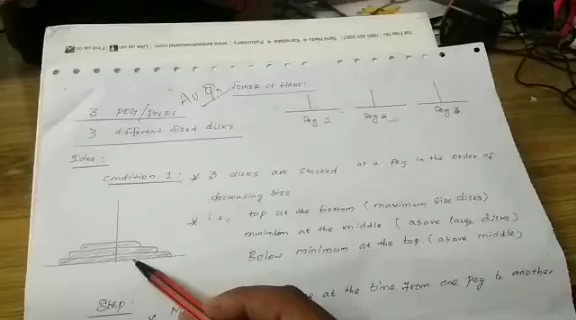 Tower of Hanoi
3 Peg/Poles
3 different sized disks
Peg 1
Peg 2
Peg 3
Idea:
Condition 1: * 3 disks are stacked at a Peg in the order of
descending size
* i.e., top at the bottom (maximum size disks)
minimum at the middle (above large disks)
Below minimum at the top (above middle)
Step:
at the time from one Peg to another